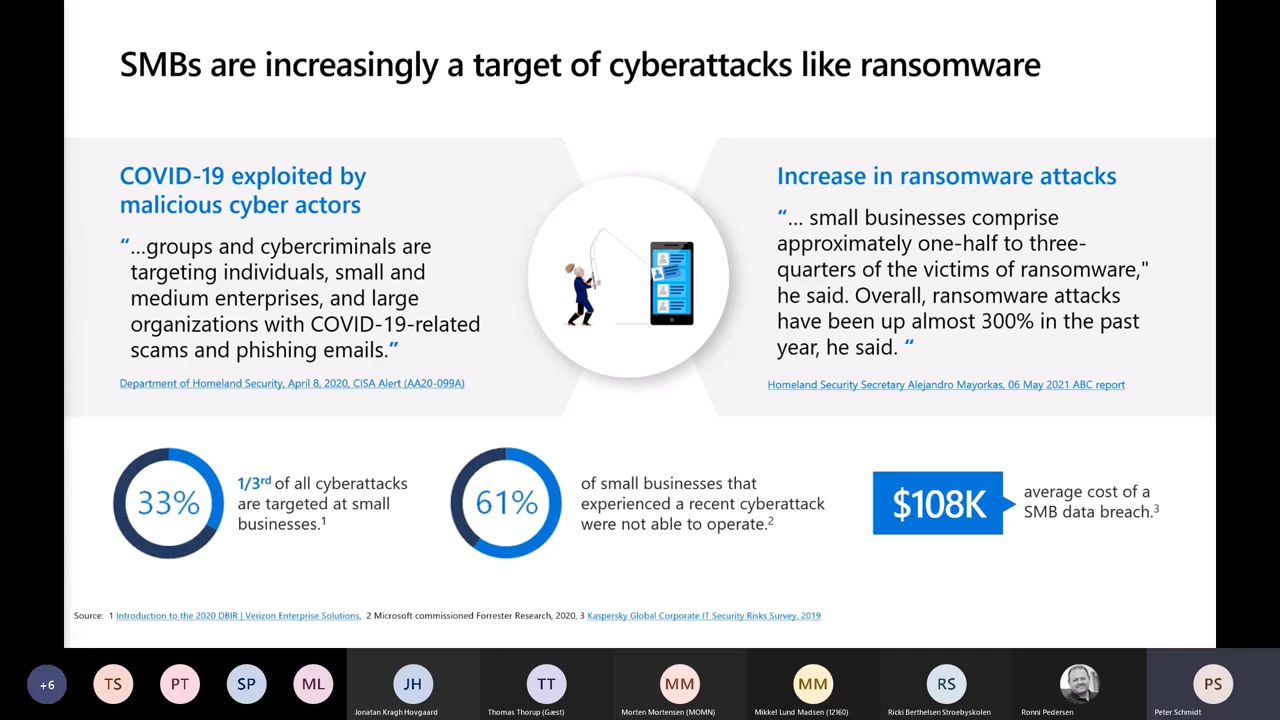 SMBs are increasingly a target of cyberattacks like ransomware
COVID-19 exploited by
malicious cyber actors
“...groups and cybercriminals are
targeting individuals, small and
medium enterprises, and large
organizations with COVID-19-related
scams and phishing emails.”
Department of Homeland Security, April 8, 2020, CISA Alert (AA20-099A)
Increase in ransomware attacks
“... small businesses comprise
approximately one-half to three-
quarters of the victims of ransomware,"
he said. Overall, ransomware attacks
have been up almost 300% in the past
year, he said. “
Homeland Security Secretary Alejandro Mayorkas, 06 May 2021 ABC report
33%
1/3rd of all cyberattacks
are targeted at small
businesses.1
61%
of small businesses that
experienced a recent cyberattack
were not able to operate.2
$108K
average cost of a
SMB data breach.3
Source: 1 Introduction to the 2020 DBIR | Verizon Enterprise Solutions, 2 Microsoft commissioned Forrester Research, 2020, 3 Kaspersky Global Corporate IT Security Risks Survey, 2019
+6 TS PT SP ML JH TT MM MM RS PS
Jonatan Kragh Hovgaard Thomas Thorup (Gæst) Morten Mortensen (MOMN) Mikkel Lund Madsen (12160) Ricki Berthelsen Stroebyskolen Ronni Pedersen Peter Schmidt